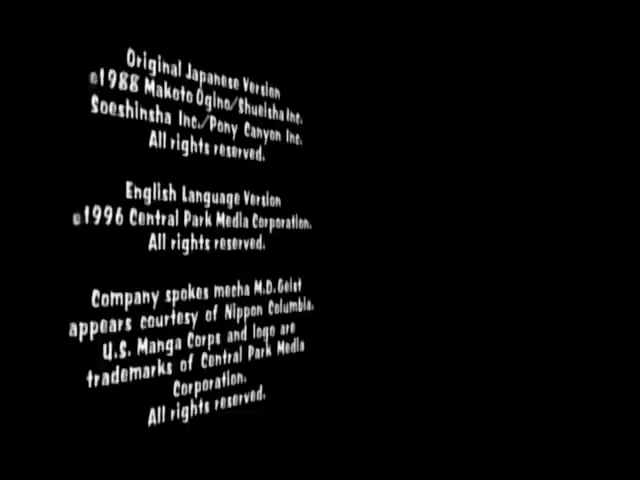 Original Japanese Version
©1988 Makoto Ogino/Shueisha Inc.
Soeshinsha Inc./Pony Canyon Inc.
All rights reserved.
English Language Version
©1996 Central Park Media Corporation.
All rights reserved.
Company spokes mecha M.D.Geist
appears courtesy of Nippon Columbia.
U.S. Manga Corps and logo are
trademarks of Central Park Media
Corporation.
All rights reserved.